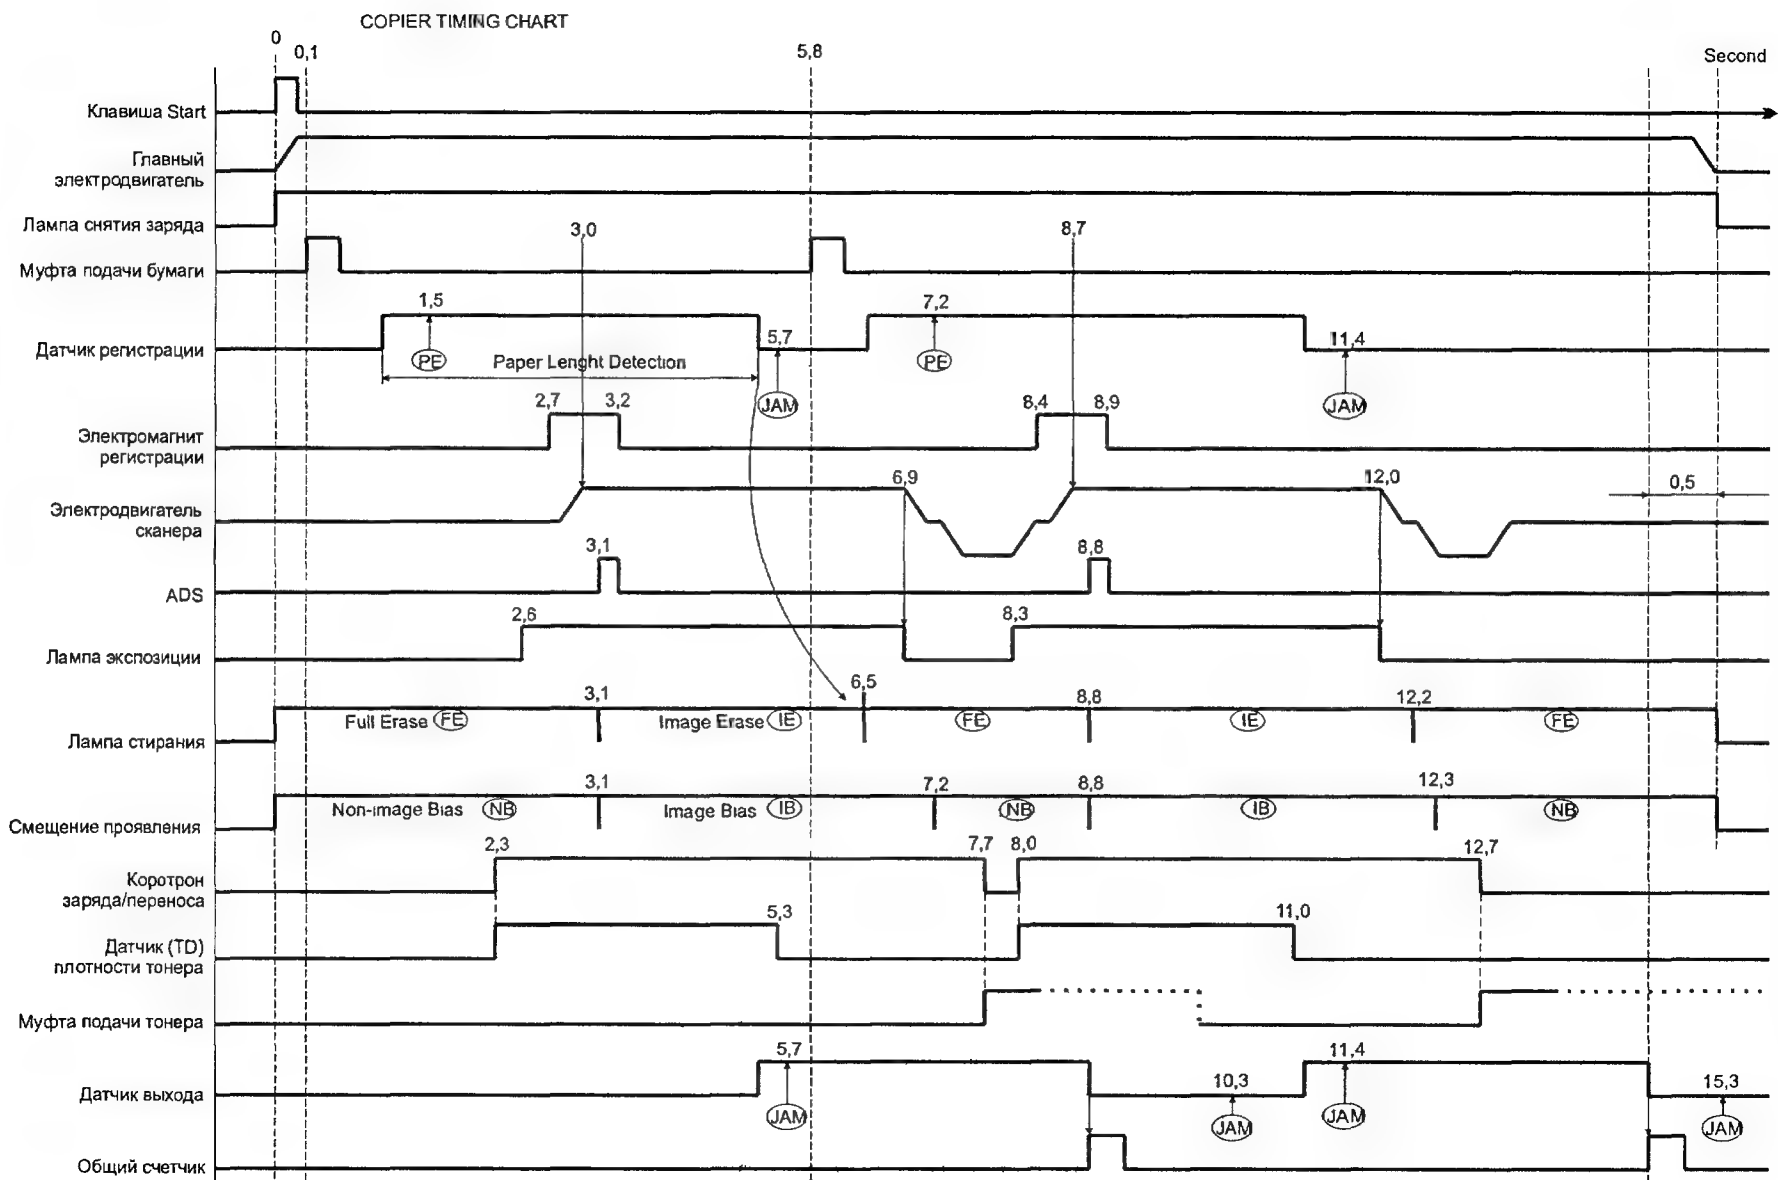 COPIER TIMING CHART
0
0,1
5,8
Second
Клавиша Start
Главный
электродвигатель
Лампа снятия заряда
3,0
8,7
Муфта подачи бумаги
1,5
7,2
PE
PE
5,7
11,4
Датчик регистрации
Paper Lenght Detection
JAM
JAM
2,7
3,2
8,4
8,9
Электромагнит
регистрации
6,9
12,0
0,5
Электродвигатель
сканера
3,1
8,8
ADS
2,6
8,3
Лампа экспозиции
6,5
3,1
8,8
12,2
Full Erase FE
Image Erase IE
FE
IE
FE
Лампа стирания
3,1
7,2
8,8
12,3
Non-image Bias NB
Image Bias IB
NB
IB
NB
Смещение проявления
2,3
7,7
8,0
12,7
Коротрон
заряда/переноса
5,3
11,0
Датчик (TD)
плотности тонера
Муфта подачи тонера
5,7
11,4
10,3
15,3
Датчик выхода
JAM
JAM
JAM
JAM
Общий счетчик